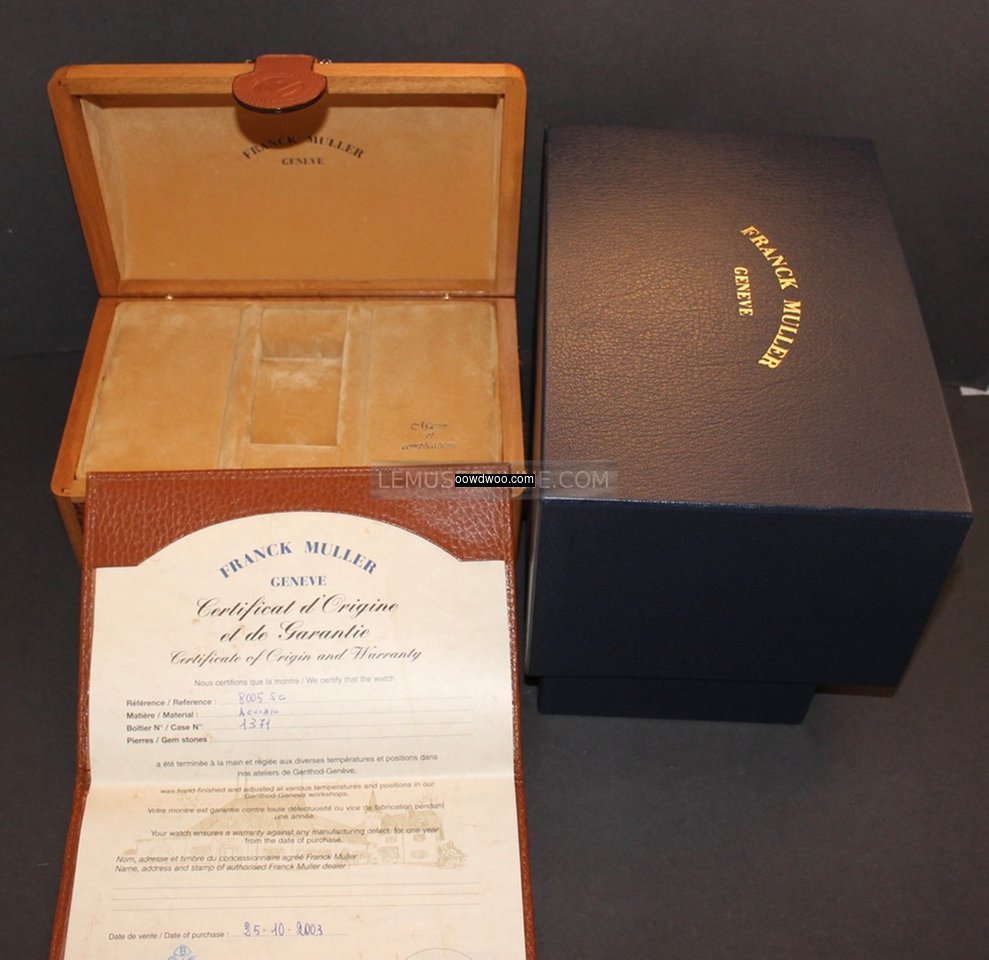 FRANCK MULLER
GENEVE
FRANCK MULLER
GENEVE
Master
of
complications
LEMUS
oowdwoo.com
E.COM
FRANCK MULLER
GENEVE
Certificat d'Origine
et de Garantie
Certificate of Origin and Warranty
Nous certifions que la montre / We certify that the watch
Référence / Reference : 8005 SC
Matière / Material : Acciaio
Boîtier N° / Case N° : 1371
Pierres / Gem stones :
a été terminée à la main et réglée aux diverses températures et positions dans
nos ateliers de Genthod-Genève.
was hand-finished and adjusted at various temperatures and positions in our
Genthod-Geneva workshops.
Votre montre est garantie contre toute défectuosité ou vice de fabrication pendant
une année.
Your watch ensures a warranty against any manufacturing defect, for one year
from the date of purchase.
Nom, adresse et timbre du concessionnaire agrée Franck Muller :
Name, address and stamp of authorised Franck Muller dealer :
Date de vente / Date of purchase : 25-10-2003